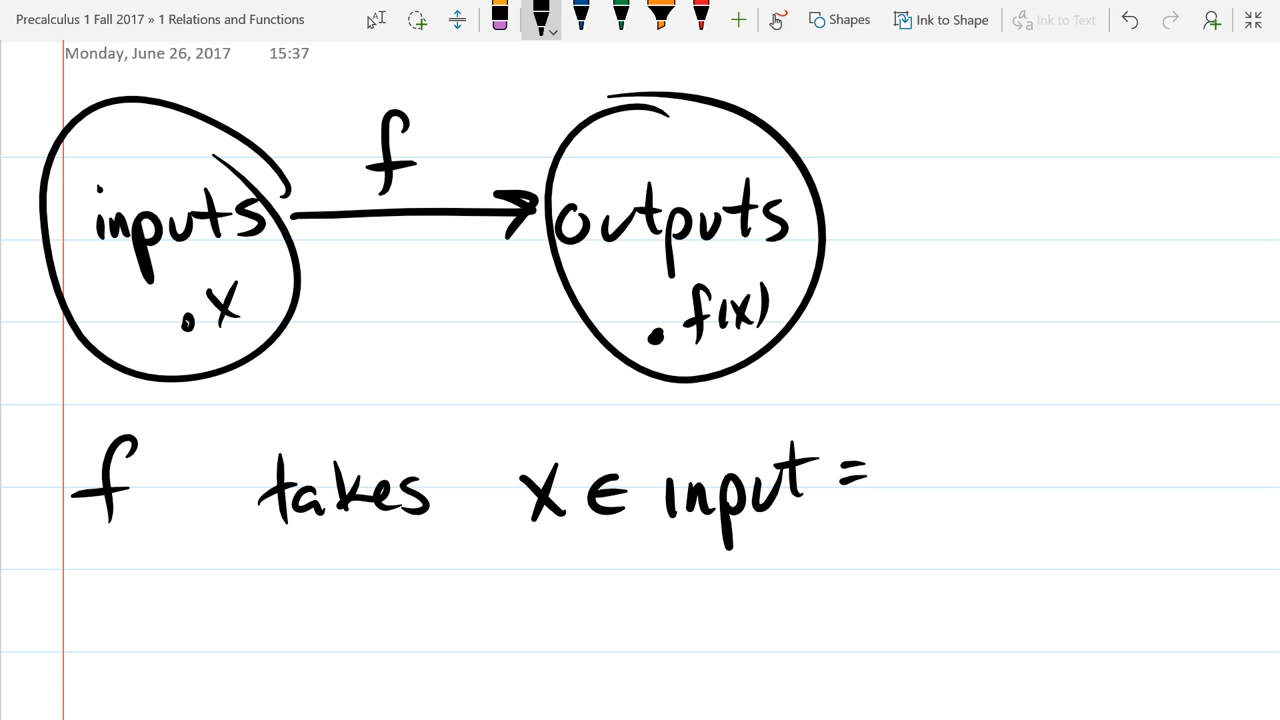 Precalculus 1 Fall 2017 » 1 Relations and Functions
Shapes
Ink to Shape
Ink to Text
Monday, June 26, 2017 15:37
f
inputs
outputs
. x
. f(x)
f takes x ∈ input =